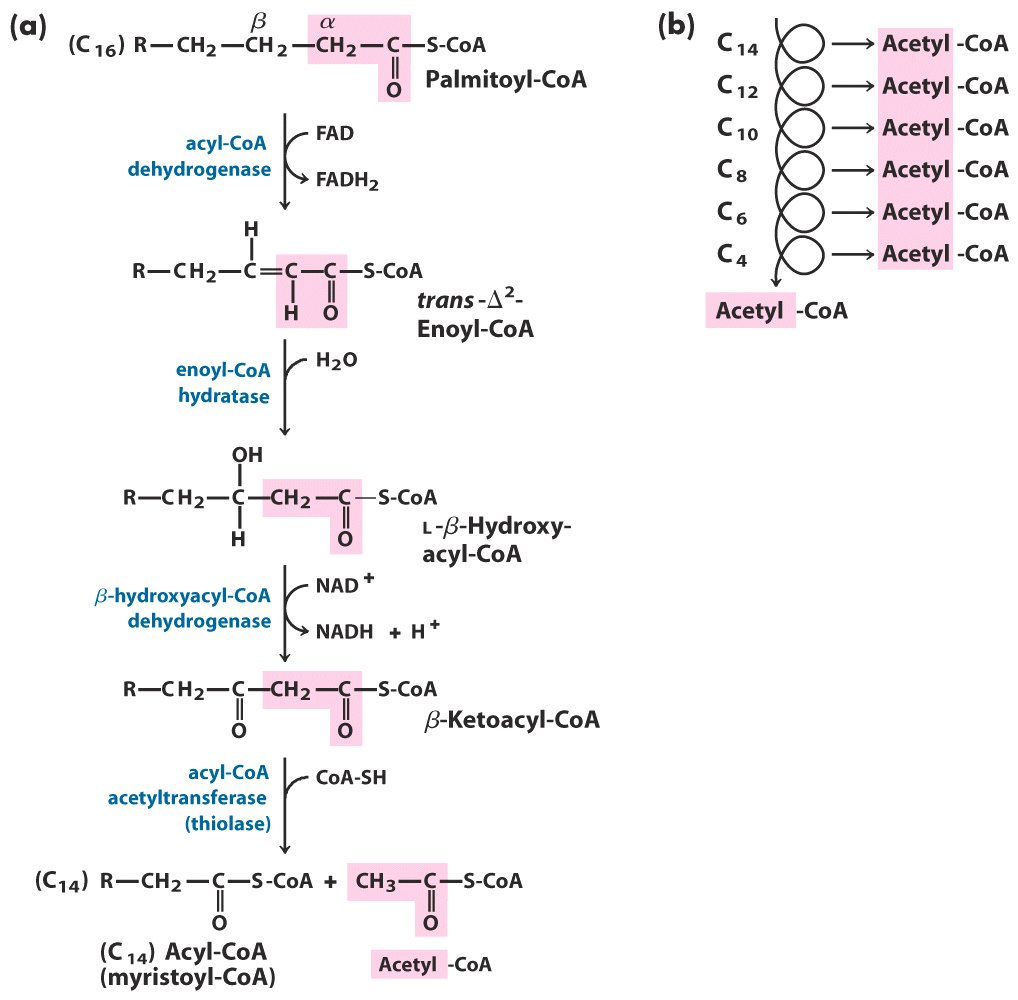 (a)
β α
(C₁₆) R—CH₂—CH₂—CH₂—C—S-CoA
O
Palmitoyl-CoA
acyl-CoA
dehydrogenase
FAD
FADH₂
H
R—CH₂—C=C—C—S-CoA
H O
trans-Δ²-
Enoyl-CoA
enoyl-CoA
hydratase
H₂O
OH
R—CH₂—C—CH₂—C—S-CoA
H O
L-β-Hydroxy-
acyl-CoA
β-hydroxyacyl-CoA
dehydrogenase
NAD⁺
NADH + H⁺
R—CH₂—C—CH₂—C—S-CoA
O O
β-Ketoacyl-CoA
acyl-CoA
acetyltransferase
(thiolase)
CoA-SH
(C₁₄) R—CH₂—C—S-CoA + CH₃—C—S-CoA
O O
(C₁₄) Acyl-CoA
(myristoyl-CoA)
Acetyl-CoA
(b)
C₁₄ Acetyl-CoA
C₁₂ Acetyl-CoA
C₁₀ Acetyl-CoA
C₈ Acetyl-CoA
C₆ Acetyl-CoA
C₄ Acetyl-CoA
Acetyl-CoA